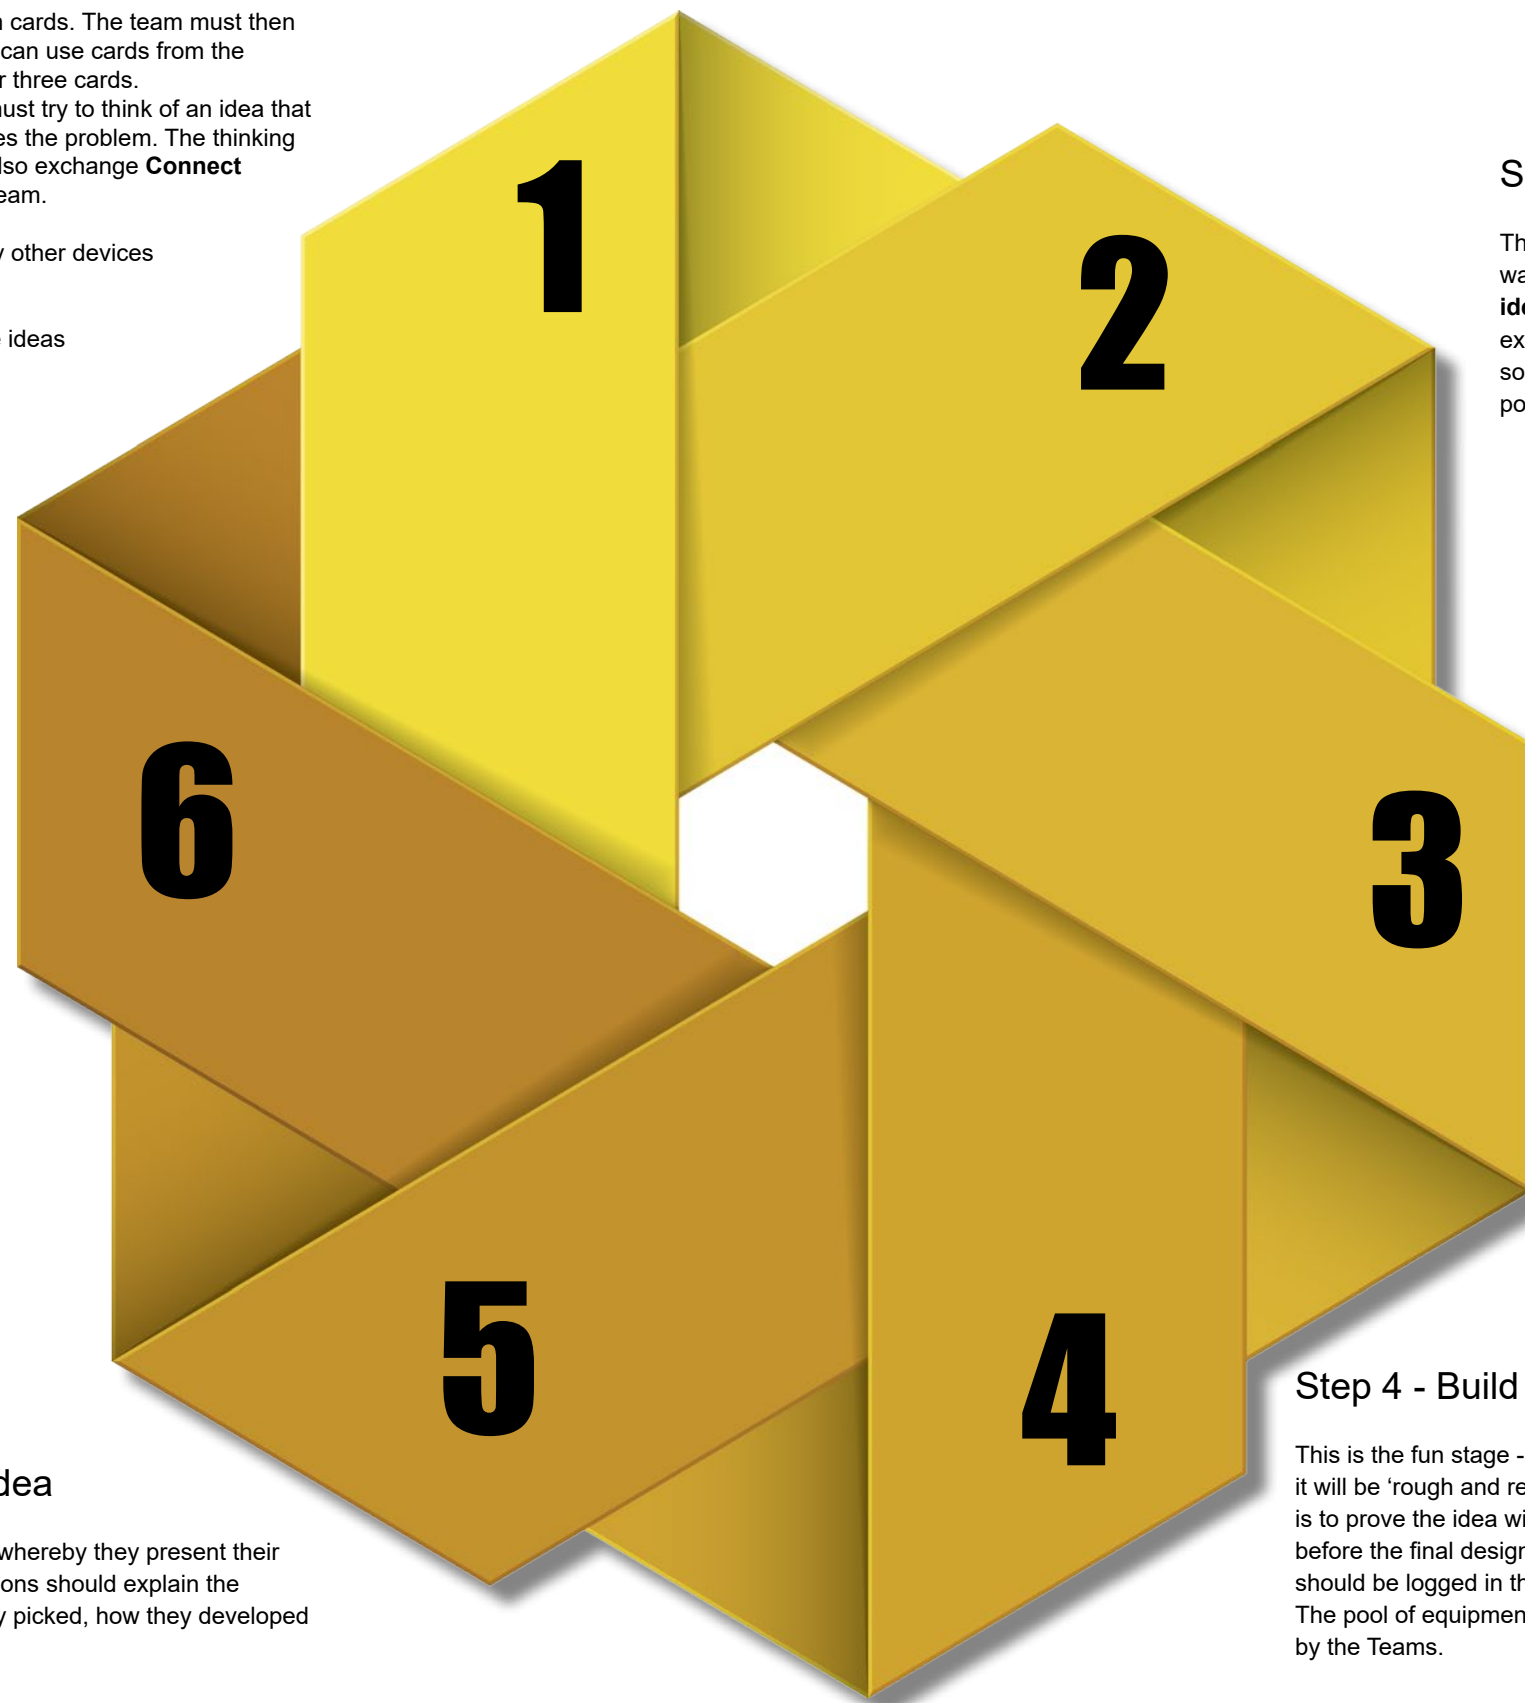 n cards. The team must then
can use cards from the
r three cards.
must try to think of an idea that
es the problem. The thinking
lso exchange Connect
eam.
y other devices
e ideas
1
2
S
Th
wa
ide
ex
so
po
6
3
5
4
Step 4 - Build
This is the fun stage -
it will be ‘rough and re
is to prove the idea wi
before the final design
should be logged in th
The pool of equipmen
by the Teams.
dea
whereby they present their
ons should explain the
y picked, how they developed